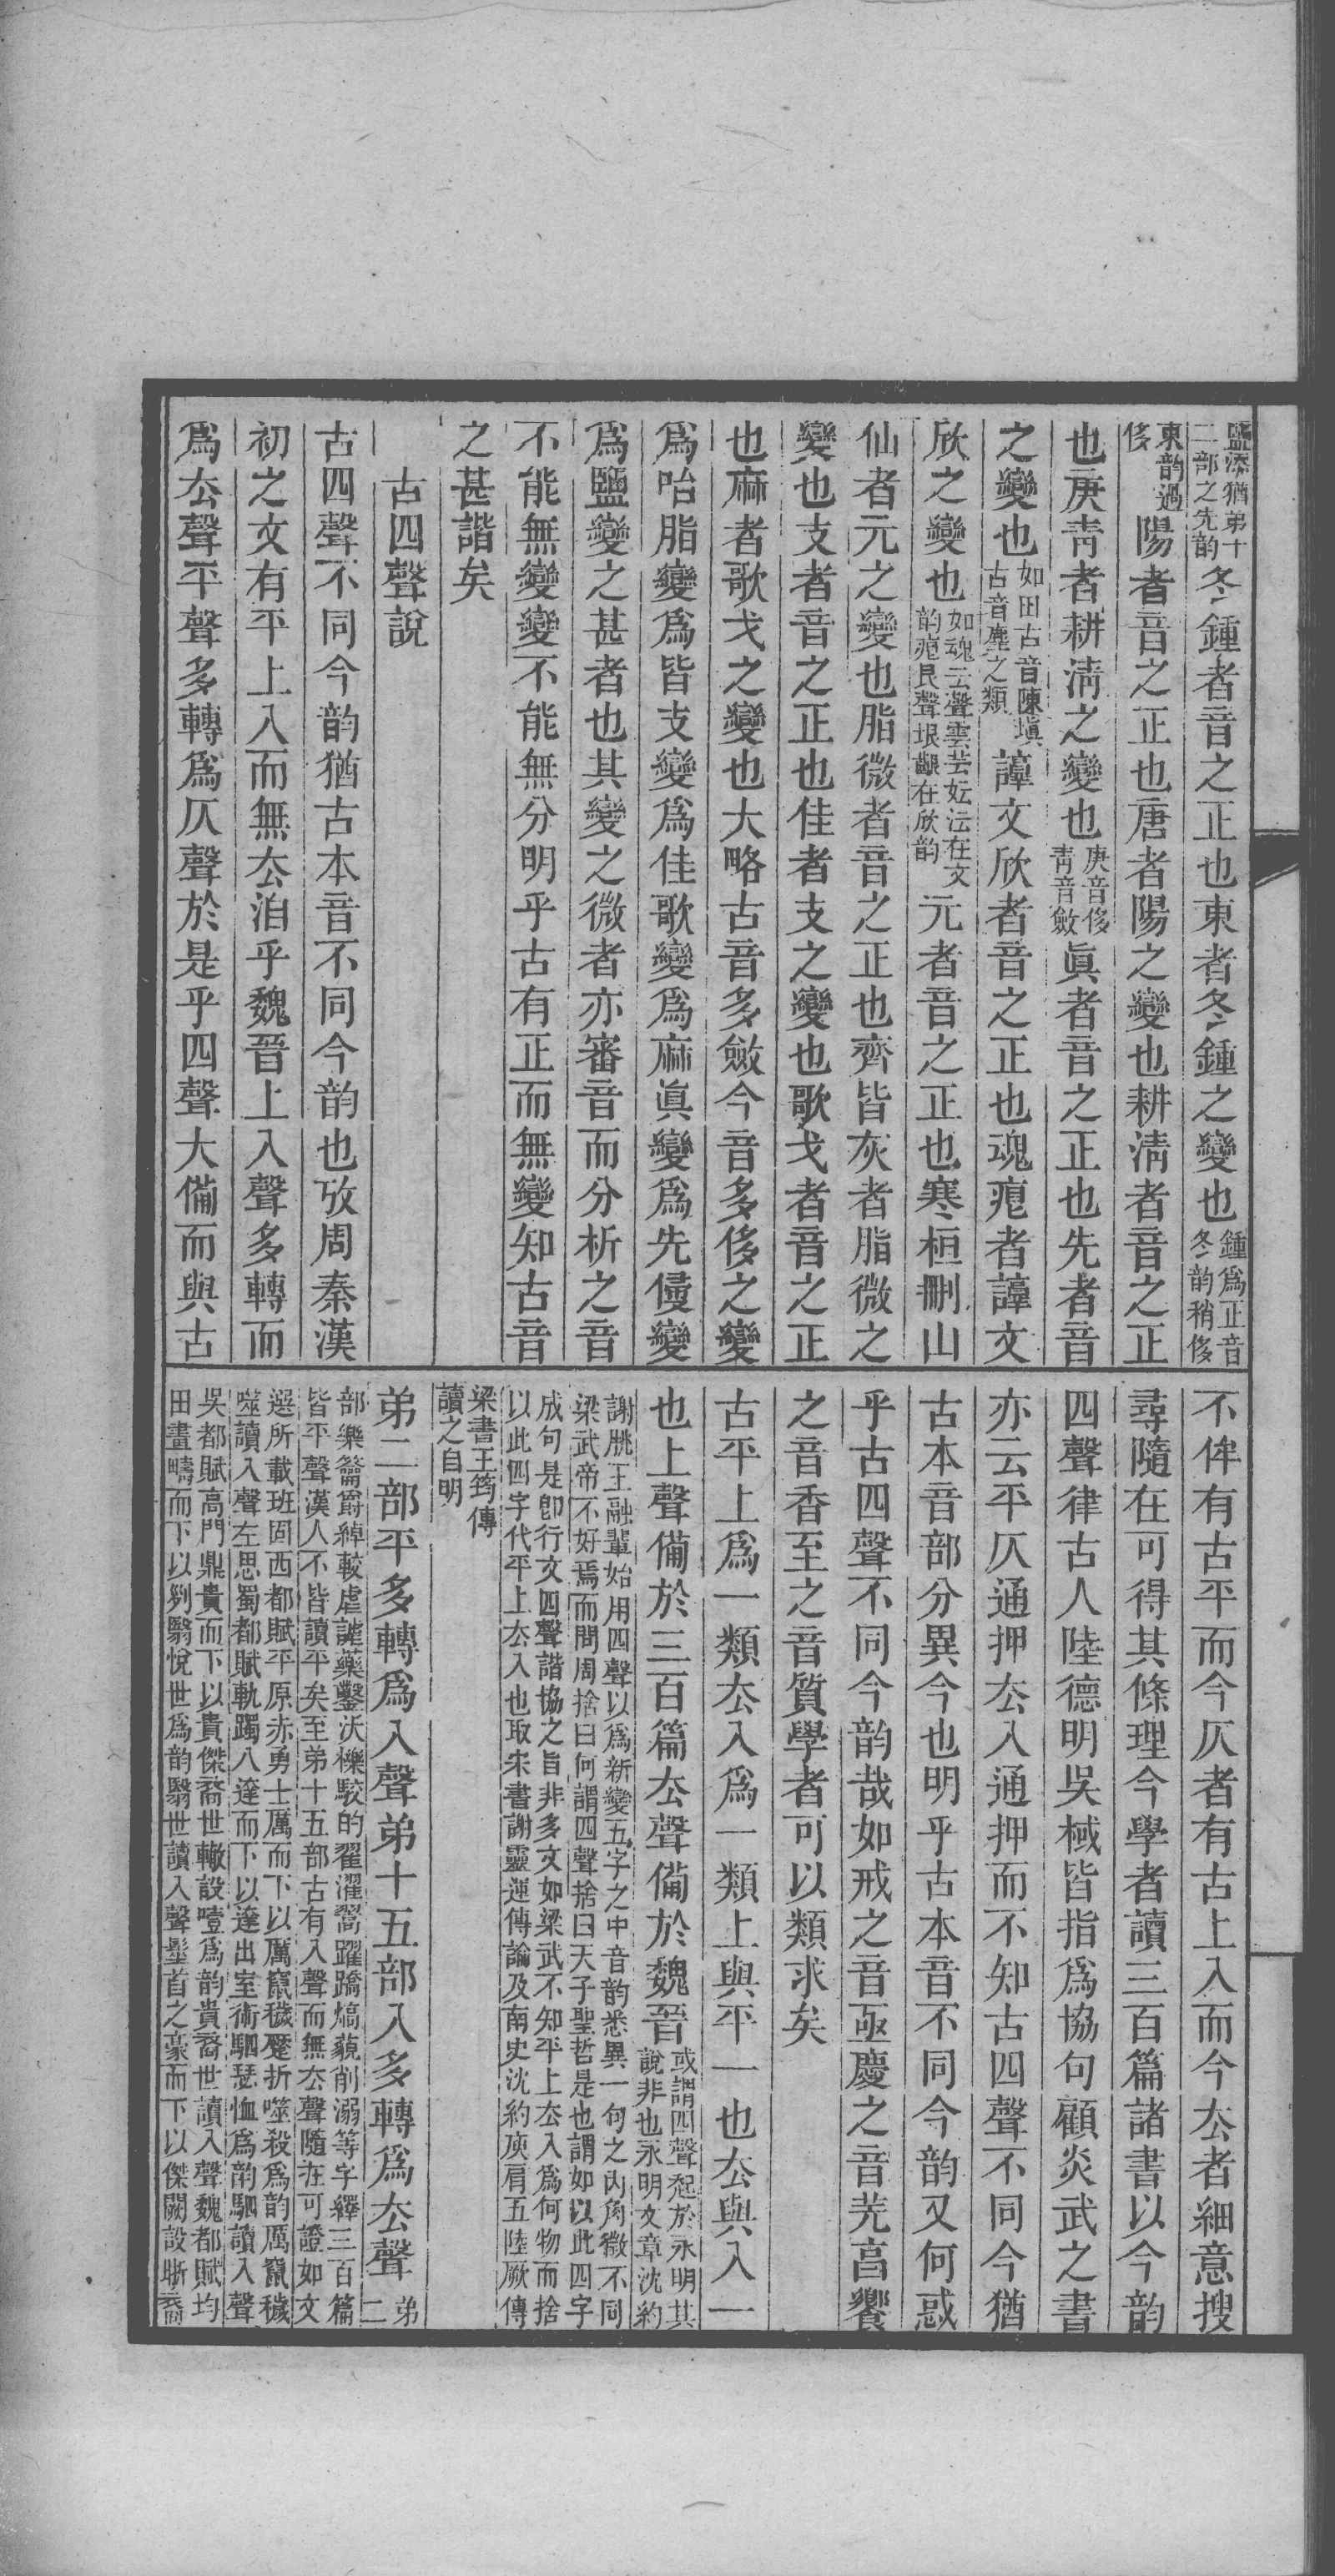 鹽添猶弟十
二部之先韵
冬鍾者音之正也東者冬鍾之變也
鍾爲正音
冬韵稍侈
東韵過
侈
陽者音之正也唐者陽之變也耕淸者音之正
也庚靑者耕淸之變也
庚音侈
靑音斂
眞者音之正也先者音
之變也
如田古音陳塡
古音塵之類
諄文欣者音之正也魂痕者諄文
欣之變也
如魂云聲雲芸妘沄在文
韵痕艮聲垠齦在欣韵
元者音之正也寒桓刪山
仙者元之變也脂微者音之正也齊皆灰者脂微之
變也支者音之正也佳者支之變也歌戈者音之正
也麻者歌戈之變也大略古音多斂今音多侈之變
爲咍脂變爲皆支變爲佳歌變爲麻眞變爲先侵變
爲鹽變之甚者也其變之微者亦審音而分析之音
不能無變變不能無分明乎古有正而無變知古音
之甚諧矣
古四聲說
古四聲不同今韵猶古本音不同今韵也攷周秦漢
初之文有平上入而無去洎乎魏晉上入聲多轉而
爲去聲平聲多轉爲仄聲於是乎四聲大備而與古
不侔有古平而今仄者有古上入而今去者細意搜
尋隨在可得其條理今學者讀三百篇諸書以今韵
四聲律古人陸德明吳棫皆指爲協句顧炎武之書
亦云平仄通押去入通押而不知古四聲不同今猶
古本音部分異今也明乎古本音不同今韵又何惑
乎古四聲不同今韵哉如戒之音亟慶之音羌亯饗
之音香至之音質學者可以類求矣
古平上爲一類去入爲一類上與平一也去與入一
也上聲備於三百篇去聲備於魏晉
或謂四聲起於永明其
說非也永明文章沈約
謝朓王融輩始用四聲以爲新變五字之中音韵悉異一句之內角徵不同
梁武帝不好焉而問周捨曰何謂四聲捨曰天子聖哲是也謂如以此四字
成句是卽行文四聲諧協之旨非多文如梁武不知平上去入爲何物而捨
以此四字代平上去入也取宋書謝靈運傳論及南史沈約庾肩五陸厥傳
梁書王筠傳
讀之自明
弟二部平多轉爲入聲弟十五部入多轉爲去聲
弟
二
部樂籥爵綽較虐謔藥鑿沃櫟駮的翟濯翯躍蹻熇藐削溺等字繹三百篇
皆平聲漢人不皆讀平矣至弟十五部古有入聲而無去聲隨在可證如文
選所載班固西都賦平原赤勇士厲而下以厲竄穢蹷折噬殺爲韵厲竄穢
噬讀入聲左思蜀都賦軌躅八達而下以達出室術駟瑟恤爲韵駟讀入聲
吳都賦高門鼎貴而下以貴傑裔世轍設噎爲韵貴裔世讀入聲魏都賦均
田畫疇而下以列翳悅世爲韵翳世讀入聲髽首之豪而下以傑闕設晣裔